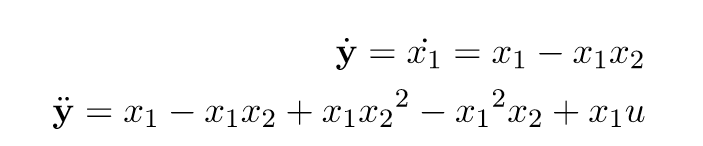 ẏ = ẋ₁ = x₁ − x₁x₂
ÿ = x₁ − x₁x₂ + x₁x₂² − x₁²x₂ + x₁u